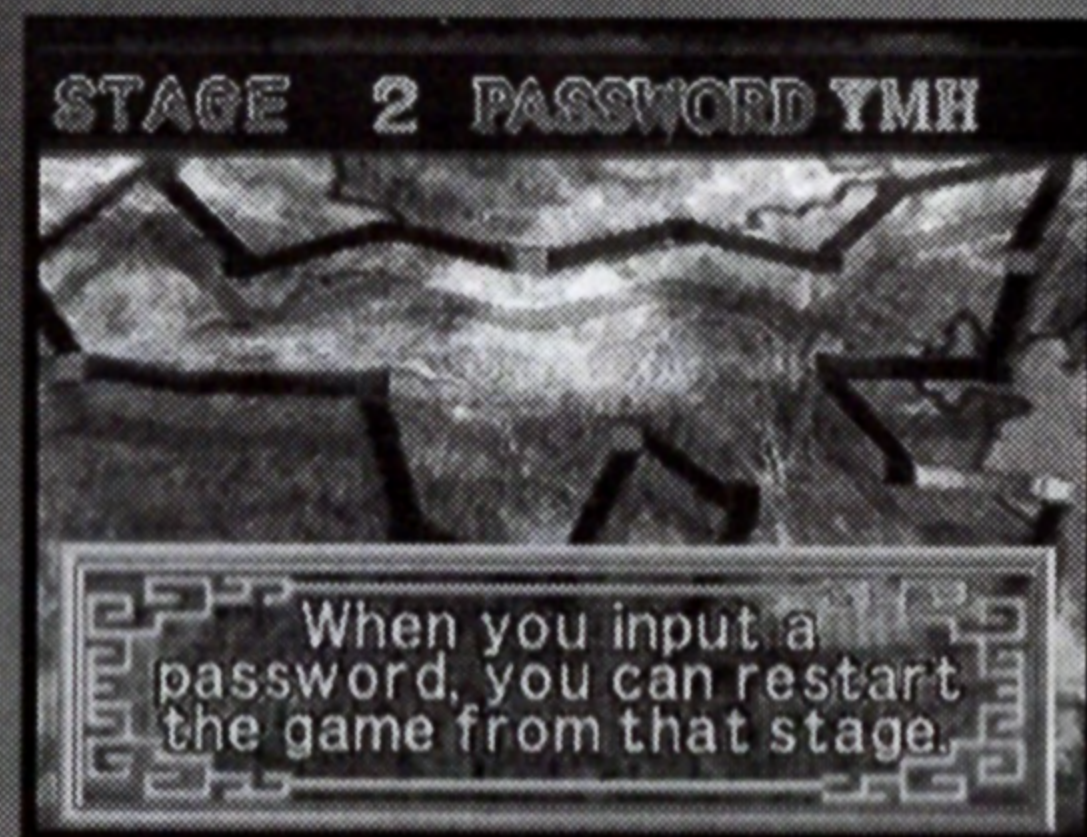 STAGE 2 PASSWORD YMH
When you input a
password, you can restart
the game from that stage.